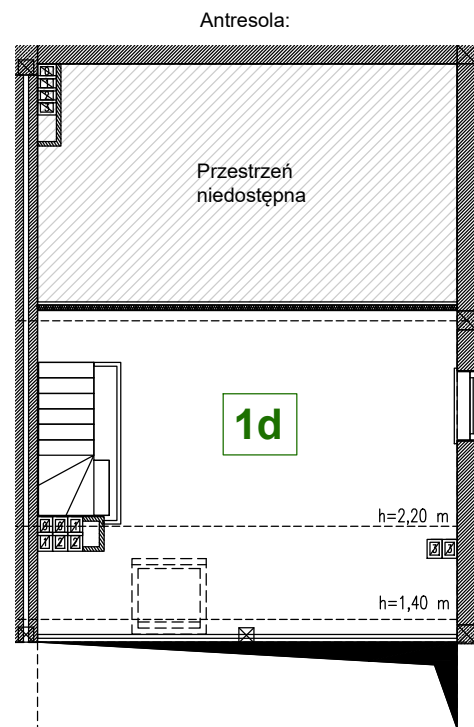 Antresola:
Przestrzeń
niedostępna
1d
h=2,20 m
h=1,40 m